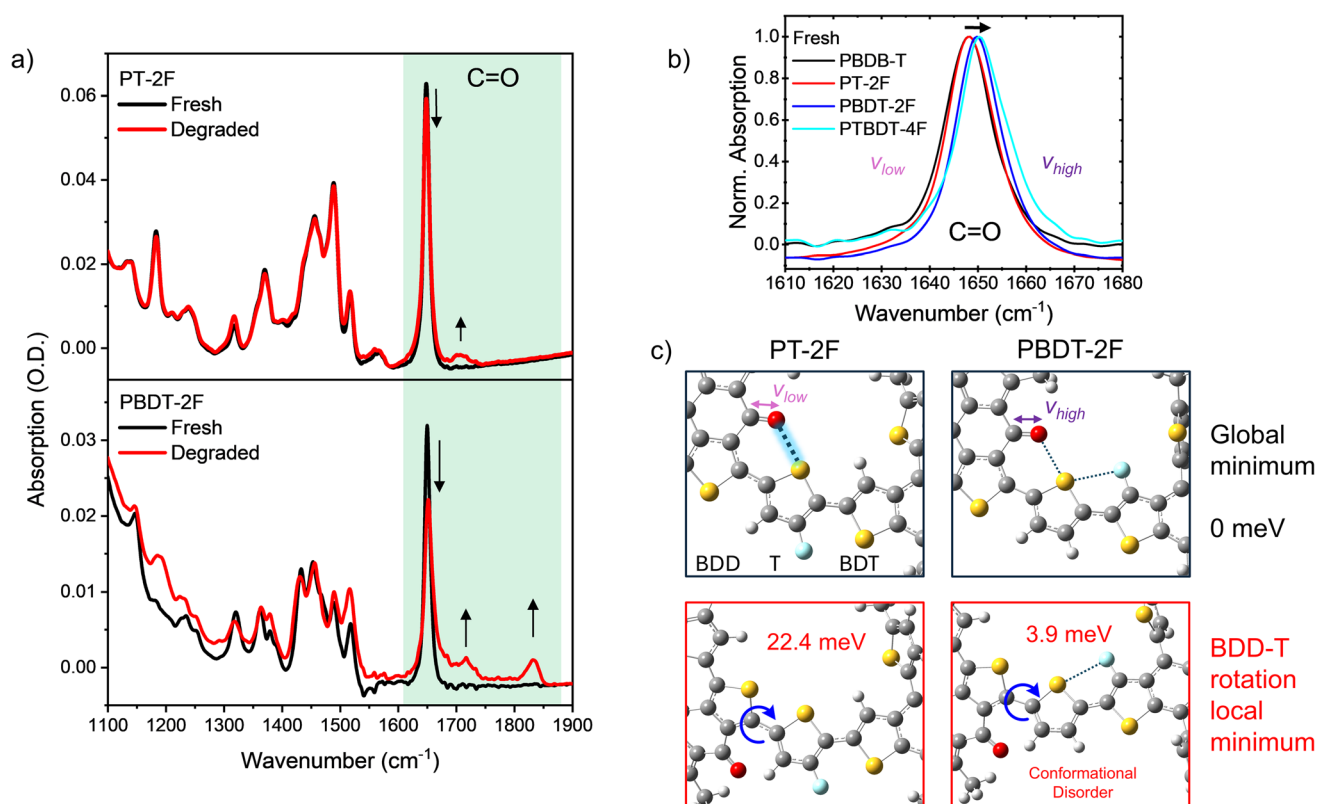 a)
PT-2F
Fresh
Degraded
C=O
0.06
0.04
0.02
0.00
PBDT-2F
Fresh
Degraded
0.03
0.02
0.01
0.00
Absorption (O.D.)
1100 1200 1300 1400 1500 1600 1700 1800 1900
Wavenumber (cm⁻¹)
b)
Fresh
PBDB-T
PT-2F
PBDT-2F
PTBDT-4F
1.0
0.8
0.6
0.4
0.2
0.0
Norm. Absorption
ν_low
ν_high
C=O
1610 1620 1630 1640 1650 1660 1670 1680
Wavenumber (cm⁻¹)
c)
PT-2F
PBDT-2F
ν_low
ν_high
BDD T BDT
Global
minimum
0 meV
22.4 meV
3.9 meV
Conformational
Disorder
BDD-T
rotation
local
minimum